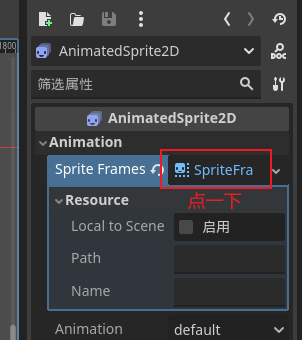 1800
AnimatedSprite2D
DOC
筛选属性
AnimatedSprite2D
Animation
Sprite Frames
SpriteFra
Resource
点一下
Local to Scene
启用
Path
Name
Animation
default